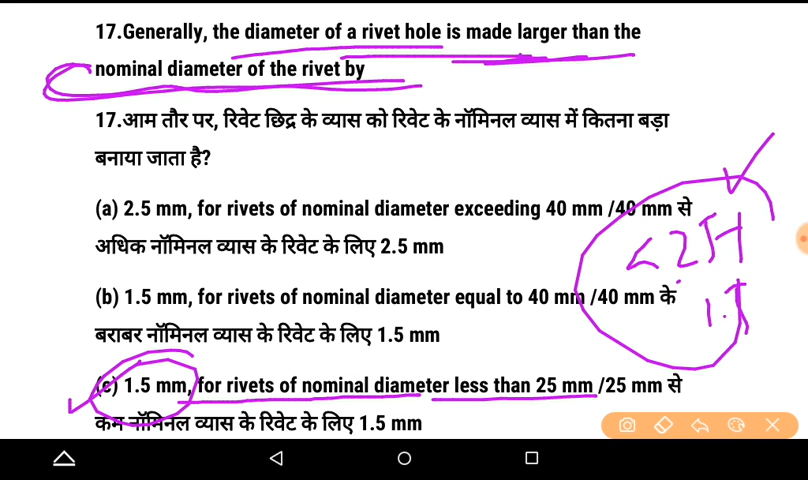 17.Generally, the diameter of a rivet hole is made larger than the
nominal diameter of the rivet by
17.आम तौर पर, रिवेट छिद्र के व्यास को रिवेट के नॉमिनल व्यास में कितना बड़ा
बनाया जाता है?
(a) 2.5 mm, for rivets of nominal diameter exceeding 40 mm /40 mm से
अधिक नॉमिनल व्यास के रिवेट के लिए 2.5 mm
(b) 1.5 mm, for rivets of nominal diameter equal to 40 mm /40 mm के
बराबर नॉमिनल व्यास के रिवेट के लिए 1.5 mm
(c) 1.5 mm, for rivets of nominal diameter less than 25 mm /25 mm से
कम नॉमिनल व्यास के रिवेट के लिए 1.5 mm